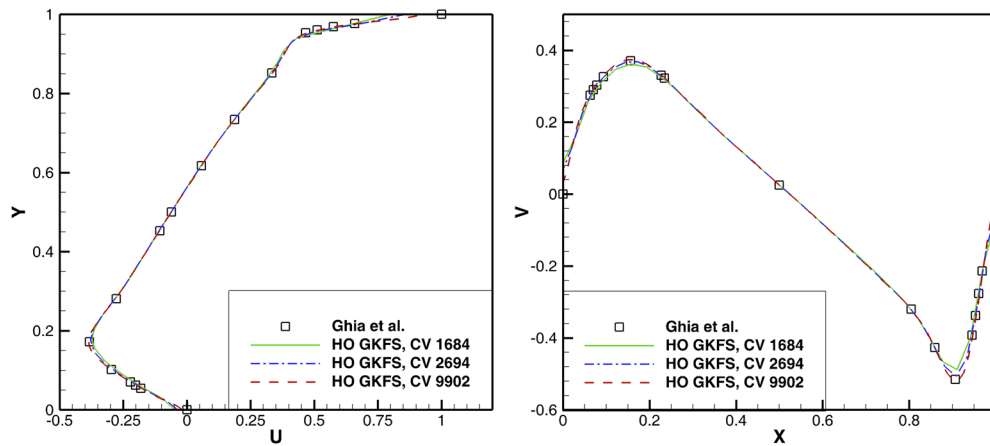 1
0.8
0.6
Y
0.4
0.2
0
-0.5
-0.25
0
0.25
0.5
0.75
1
U
Ghia et al.
HO GKFS, CV 1684
HO GKFS, CV 2694
HO GKFS, CV 9902
0.4
0.2
0
V
-0.2
-0.4
-0.6
0
0.2
0.4
0.6
0.8
X
Ghia et al.
HO GKFS, CV 1684
HO GKFS, CV 2694
HO GKFS, CV 9902